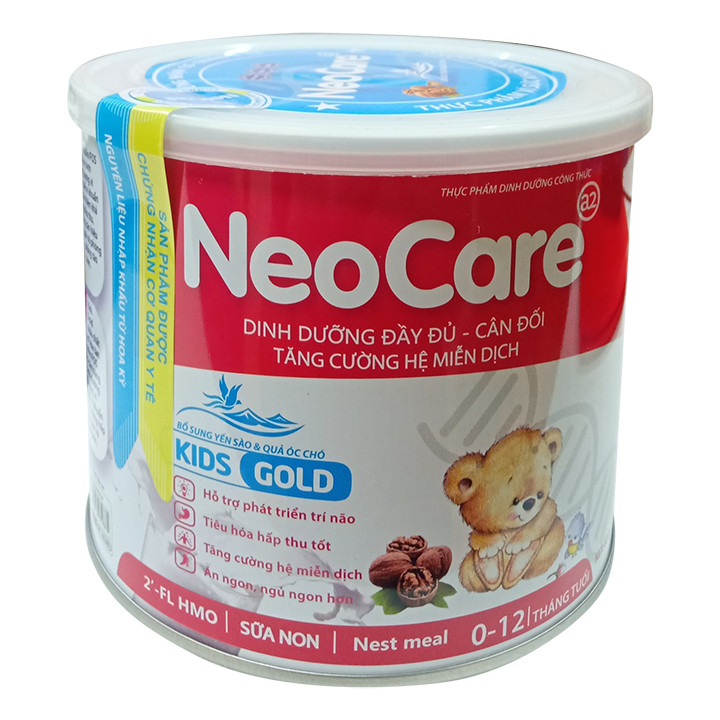 NeoCare
THỰC PHẨM
THỰC PHẨM DINH DƯỠNG CÔNG THỨC
a2
NeoCare
DINH DƯỠNG ĐẦY ĐỦ - CÂN ĐỐI
TĂNG CƯỜNG HỆ MIỄN DỊCH
SẢN PHẨM ĐƯỢC
CHỨNG NHẬN CƠ QUAN Y TẾ
NGUYÊN LIỆU NHẬP KHẨU TỪ HOA KỲ
BỔ SUNG YẾN SÀO & QUẢ ÓC CHÓ
KIDS GOLD
Hỗ trợ phát triển trí não
Tiêu hóa hấp thu tốt
Tăng cường hệ miễn dịch
Ăn ngon, ngủ ngon hơn
2'-FL HMO | SỮA NON | Nest meal 0-12 | THÁNG TUỔI